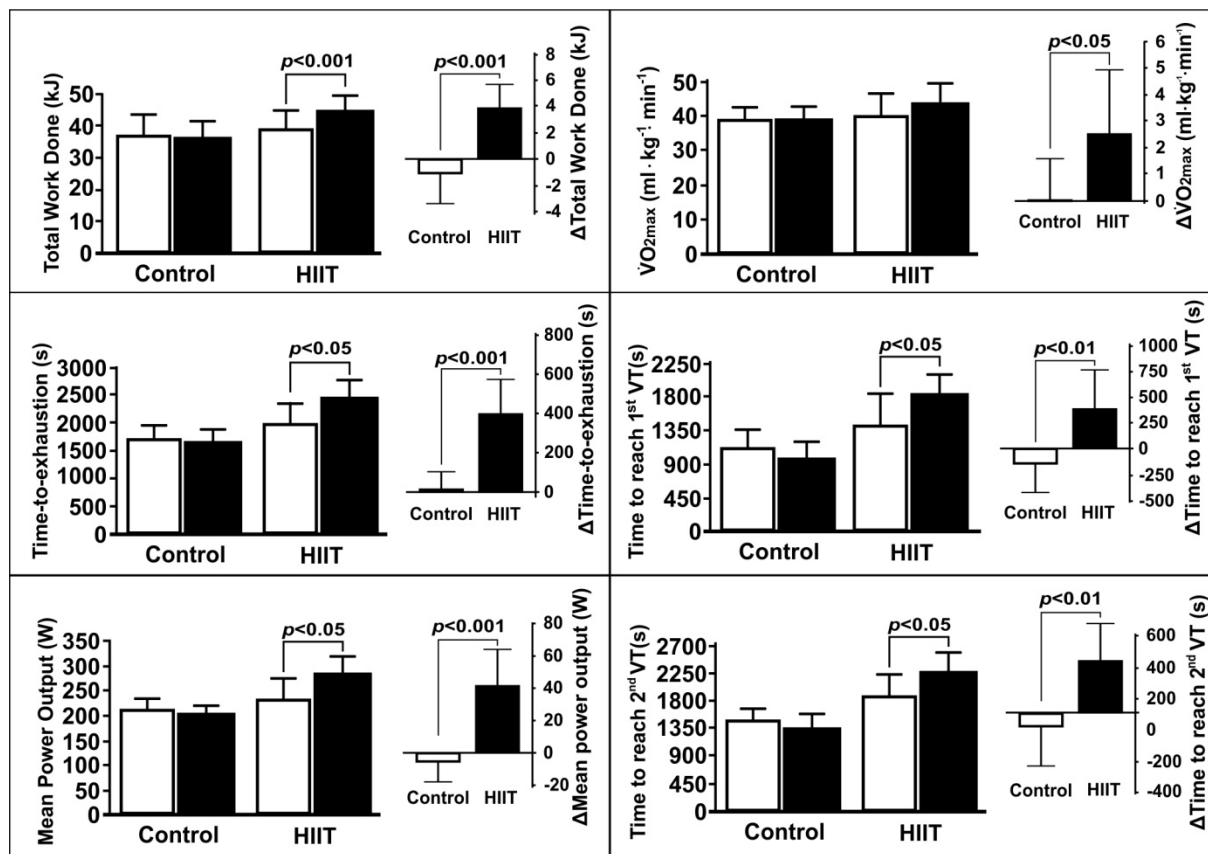 Total Work Done (kJ)
50
40
30
20
10
0
p<0.001
Control
HIIT
p<0.001
8
6
4
2
0
-2
-4
ΔTotal Work Done (kJ)
Control
HIIT
V̇O2max (ml·kg-1 min-1)
50
40
30
20
10
0
Control
HIIT
p<0.05
6
5
4
3
2
1
0
ΔV̇O2max (ml·kg-1·min-1)
Control
HIIT
Time-to-exhaustion (s)
3000
2500
2000
1500
1000
500
0
p<0.05
Control
HIIT
p<0.001
800
600
400
200
0
ΔTime-to-exhaustion (s)
Control
HIIT
Time to reach 1st VT(s)
2250
1800
1350
900
450
0
p<0.05
Control
HIIT
p<0.01
1000
750
500
250
0
-250
-500
ΔTime to reach 1st VT (s)
Control
HIIT
Mean Power Output (W)
350
300
250
200
150
100
50
0
p<0.05
Control
HIIT
p<0.001
80
60
40
20
0
-20
ΔMean power output (W)
Control
HIIT
Time to reach 2nd VT(s)
2700
2250
1800
1350
900
450
0
p<0.05
Control
HIIT
p<0.01
600
400
200
0
-200
-400
ΔTime to reach 2nd VT (s)
Control
HIIT